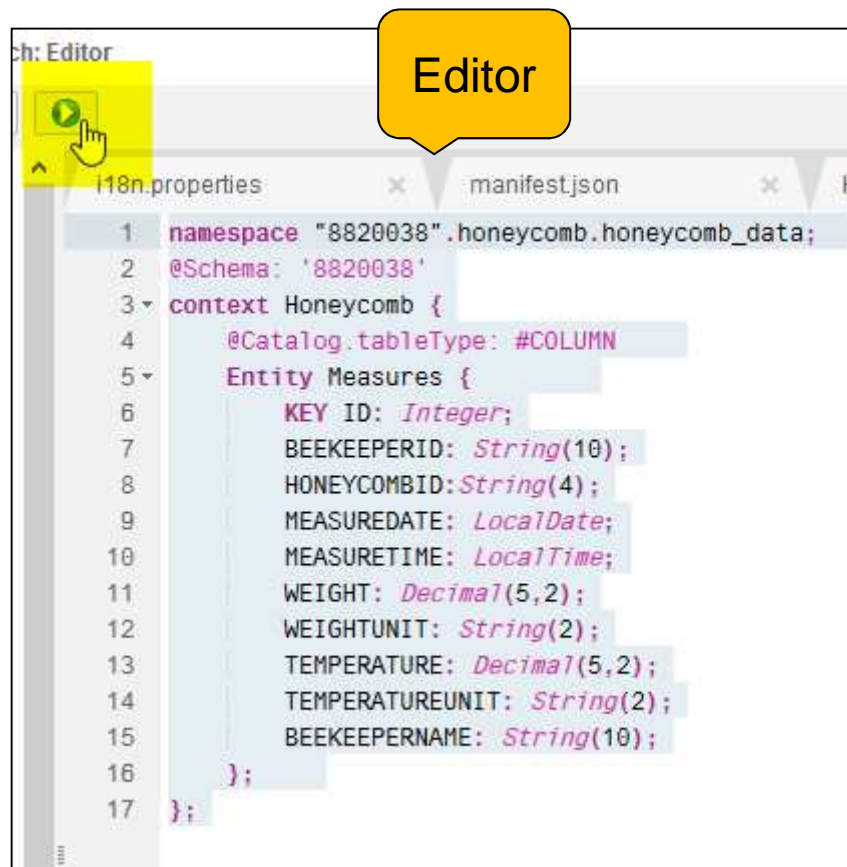 ch: Editor
Editor
i18n.properties
manifest.json
1 namespace "8820038".honeycomb.honeycomb_data;
2 @Schema: '8820038'
3 context Honeycomb {
4 @Catalog.tableType: #COLUMN
5 Entity Measures {
6 KEY ID: Integer;
7 BEEKEEPERID: String(10);
8 HONEYCOMBID:String(4);
9 MEASUREDATE: LocalDate;
10 MEASURETIME: LocalTime;
11 WEIGHT: Decimal(5,2);
12 WEIGHTUNIT: String(2);
13 TEMPERATURE: Decimal(5,2);
14 TEMPERATUREUNIT: String(2);
15 BEEKEEPERNAME: String(10);
16 };
17 };